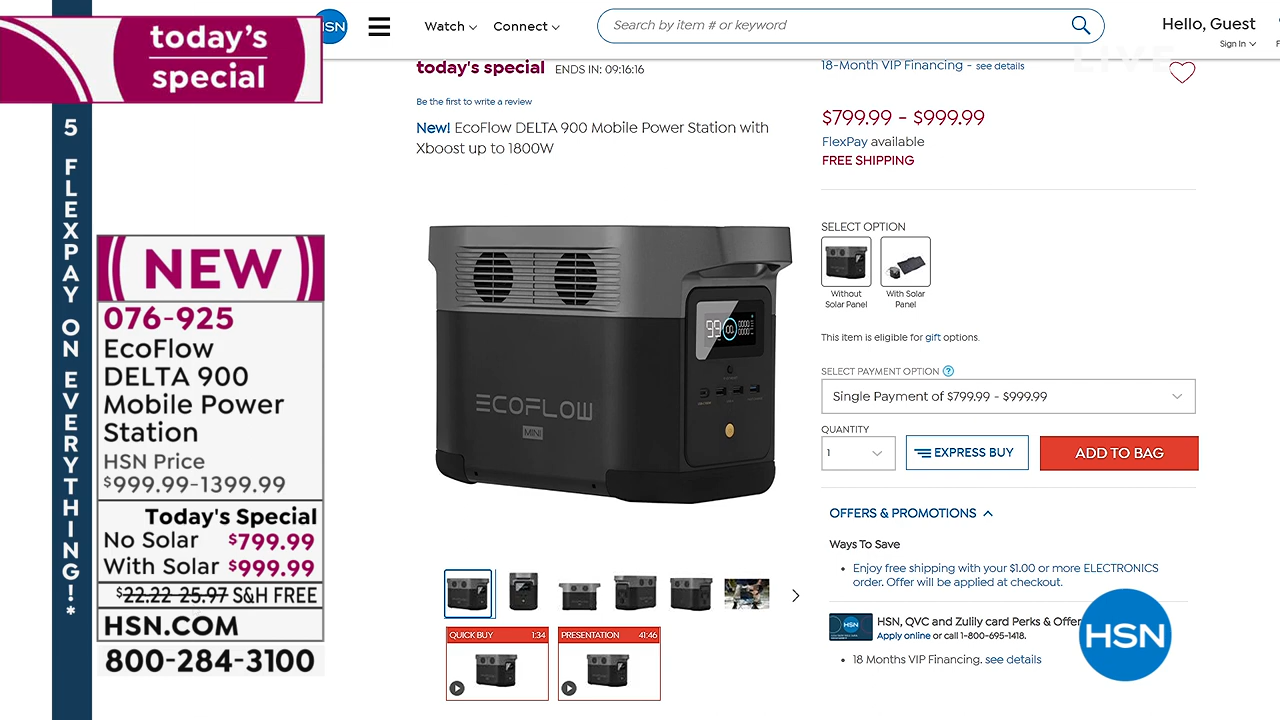 today's
special
5 FLEXPAY ON EVERYTHING!*
NEW
076-925
EcoFlow
DELTA 900
Mobile Power
Station
HSN Price
$999.99-1399.99
Today's Special
No Solar $799.99
With Solar $999.99
$22.22-25.97 S&H FREE
HSN.COM
800-284-3100
HSN
Watch
Connect
Search by item # or keyword
Hello, Guest
Sign In
LIVE
today's special ENDS IN: 09:16:16
Be the first to write a review
New! EcoFlow DELTA 900 Mobile Power Station with
Xboost up to 1800W
ECOFLOW
MINI
99
QUICK BUY 1:34
PRESENTATION 41:46
18-Month VIP Financing - see details
$799.99 - $999.99
FlexPay available
FREE SHIPPING
SELECT OPTION
Without
Solar Panel
With Solar
Panel
This item is eligible for gift options.
SELECT PAYMENT OPTION ?
Single Payment of $799.99 - $999.99
QUANTITY
1
EXPRESS BUY
ADD TO BAG
OFFERS & PROMOTIONS
Ways To Save
• Enjoy free shipping with your $1.00 or more ELECTRONICS
order. Offer will be applied at checkout.
HSN
HSN, QVC and Zulily card Perks & Offer
Apply online or call 1-800-695-1418.
• 18 Months VIP Financing. see details
HSN